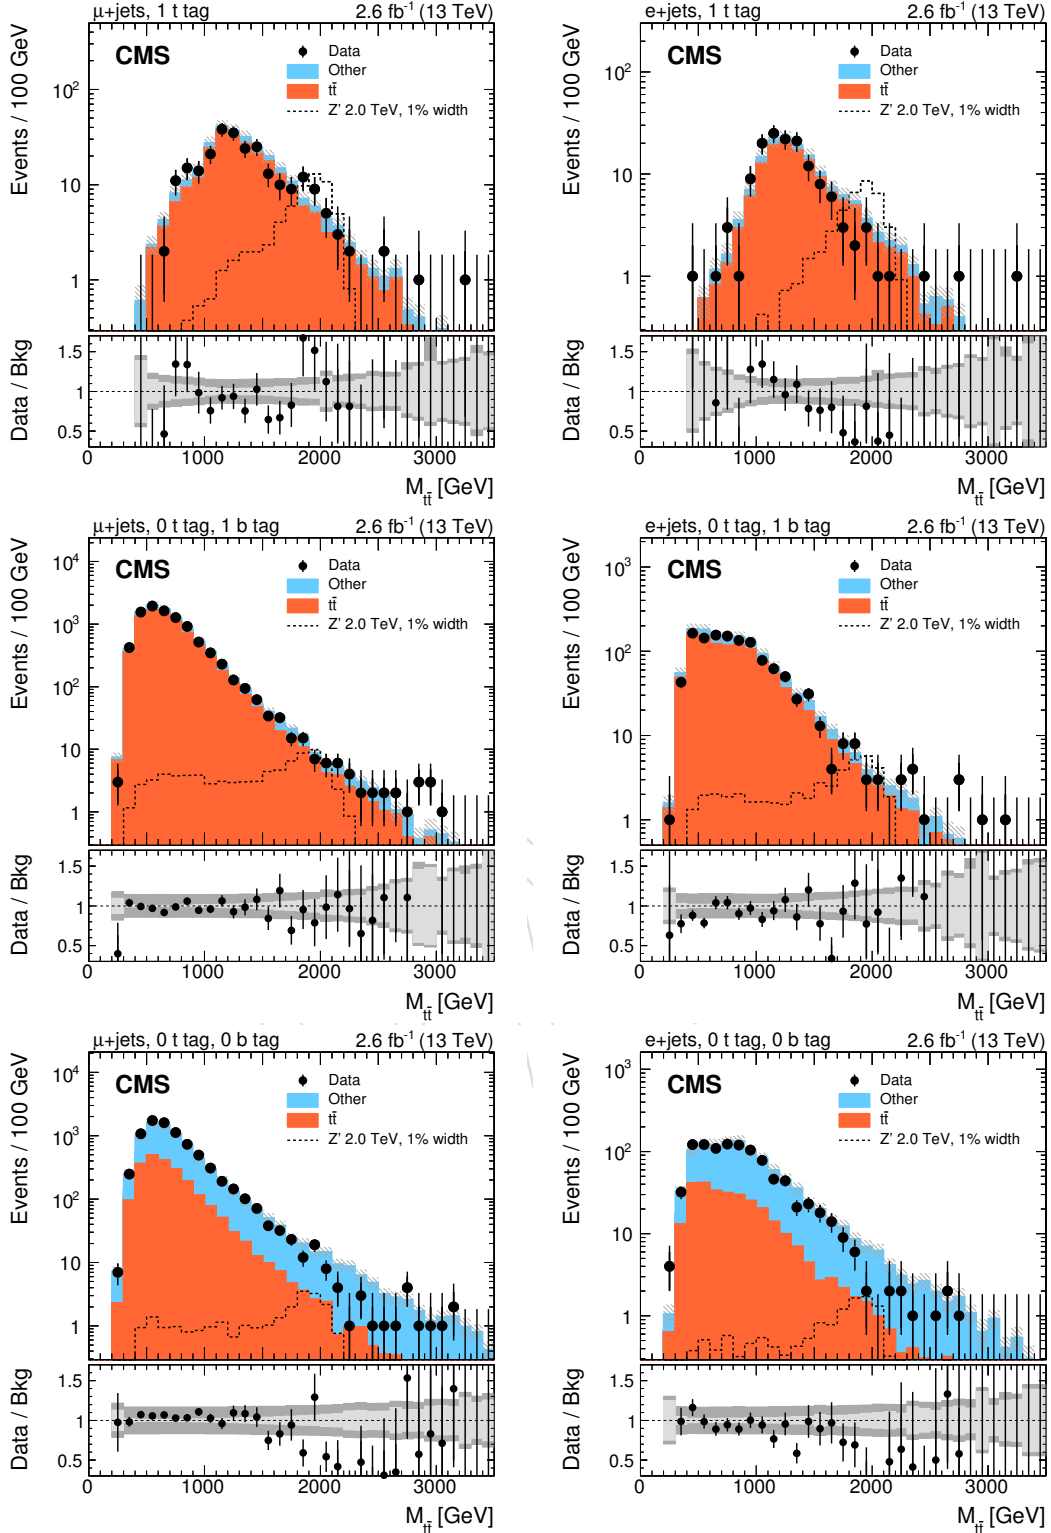 μ+jets, 1 t tag 2.6 fb⁻¹ (13 TeV)
CMS
Data
Other
tt̄
Z' 2.0 TeV, 1% width
Events / 100 GeV
10²
10
1
Data / Bkg
1.5
1
0.5
0 1000 2000 3000
M_tt̄ [GeV]
e+jets, 1 t tag 2.6 fb⁻¹ (13 TeV)
CMS
Data
Other
tt̄
Z' 2.0 TeV, 1% width
Events / 100 GeV
10²
10
1
Data / Bkg
1.5
1
0.5
0 1000 2000 3000
M_tt̄ [GeV]
μ+jets, 0 t tag, 1 b tag 2.6 fb⁻¹ (13 TeV)
CMS
Data
Other
tt̄
Z' 2.0 TeV, 1% width
Events / 100 GeV
10⁴
10³
10²
10
1
Data / Bkg
1.5
1
0.5
0 1000 2000 3000
M_tt̄ [GeV]
e+jets, 0 t tag, 1 b tag 2.6 fb⁻¹ (13 TeV)
CMS
Data
Other
tt̄
Z' 2.0 TeV, 1% width
Events / 100 GeV
10³
10²
10
1
Data / Bkg
1.5
1
0.5
0 1000 2000 3000
M_tt̄ [GeV]
μ+jets, 0 t tag, 0 b tag 2.6 fb⁻¹ (13 TeV)
CMS
Data
Other
tt̄
Z' 2.0 TeV, 1% width
Events / 100 GeV
10⁴
10³
10²
10
1
Data / Bkg
1.5
1
0.5
0 1000 2000 3000
M_tt̄ [GeV]
e+jets, 0 t tag, 0 b tag 2.6 fb⁻¹ (13 TeV)
CMS
Data
Other
tt̄
Z' 2.0 TeV, 1% width
Events / 100 GeV
10³
10²
10
1
Data / Bkg
1.5
1
0.5
0 1000 2000 3000
M_tt̄ [GeV]